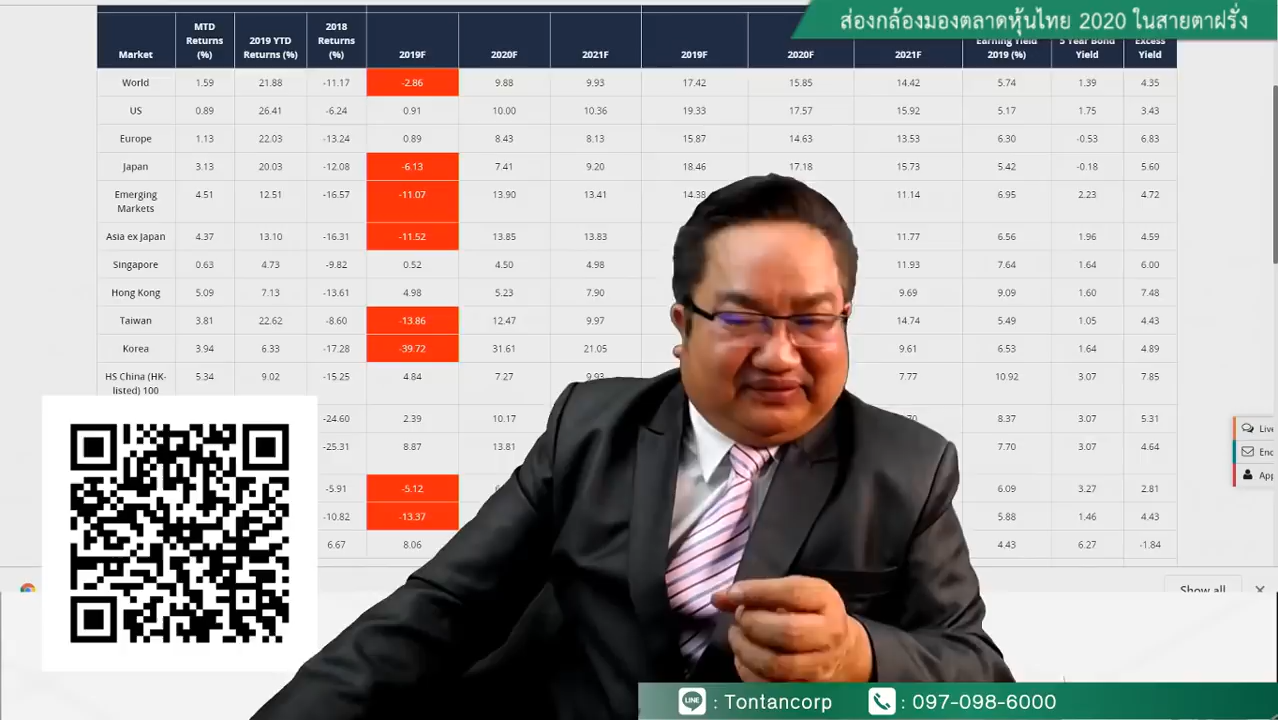 ส่องกล้องมองตลาดหุ้นไทย 2020 ในสายตาฝรั่ง
Market MTD Returns (%) 2019 YTD Returns (%) 2018 Returns (%) 2019F 2020F 2021F 2019F 2020F 2021F Earning Yield 2019 (%) 5 Year Bond Yield Excess Yield
World 1.59 21.88 -11.17 -2.86 9.88 9.93 17.42 15.85 14.42 5.74 1.39 4.35
US 0.89 26.41 -6.24 0.91 10.00 10.36 19.33 17.57 15.92 5.17 1.75 3.43
Europe 1.13 22.03 -13.24 0.89 8.43 8.13 15.87 14.63 13.53 6.30 -0.53 6.83
Japan 3.13 20.03 -12.08 -6.13 7.41 9.20 18.46 17.18 15.73 5.42 -0.18 5.60
Emerging Markets 4.51 12.51 -16.57 -11.07 13.90 13.41 14.38 11.14 6.95 2.23 4.72
Asia ex Japan 4.37 13.10 -16.31 -11.52 13.85 13.83 11.77 6.56 1.96 4.59
Singapore 0.63 4.73 -9.82 0.52 4.50 4.98 11.93 7.64 1.64 6.00
Hong Kong 5.09 7.13 -13.61 4.98 5.23 7.90 9.69 9.09 1.60 7.48
Taiwan 3.81 22.62 -8.60 -13.86 12.47 9.97 14.74 5.49 1.05 4.43
Korea 3.94 6.33 -17.28 -39.72 31.61 21.05 9.61 6.53 1.64 4.89
HS China (HK-listed) 100 5.34 9.02 -15.25 4.84 7.27 9.93 7.77 10.92 3.07 7.85
-24.60 2.39 10.17 8.37 3.07 5.31
-25.31 8.87 13.81 7.70 3.07 4.64
-5.91 -5.12 6.09 3.27 2.81
-10.82 -13.37 5.88 1.46 4.43
6.67 8.06 4.43 6.27 -1.84
Show all
LINE : Tontancorp : 097-098-6000